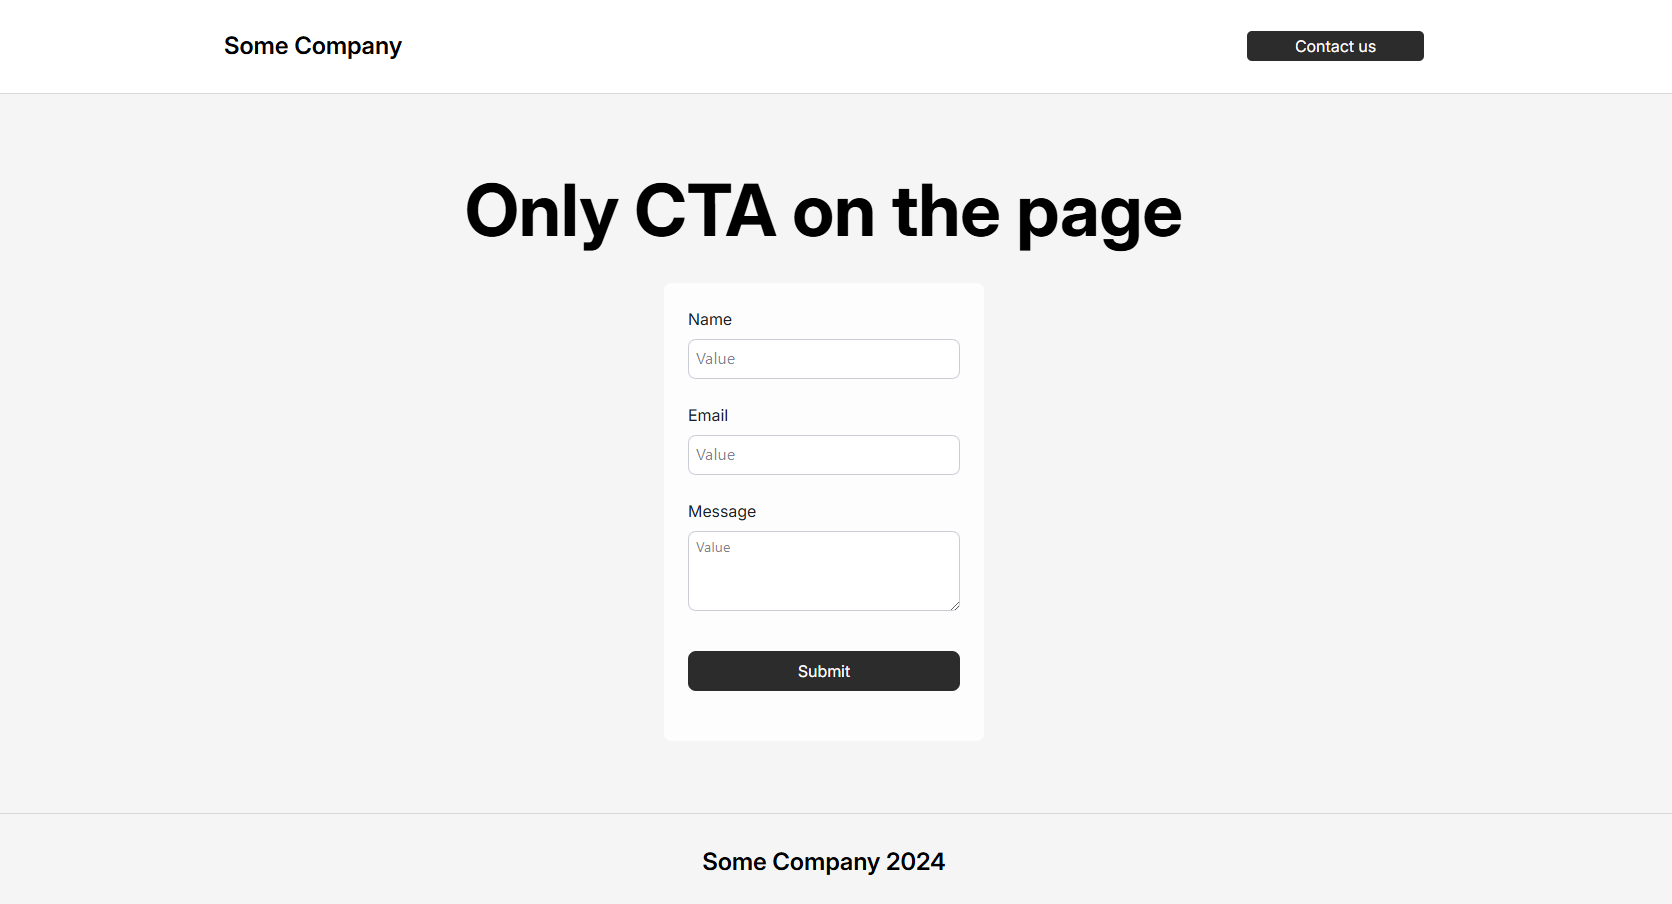 Some Company
Contact us
Only CTA on the page
Name
Value
Email
Value
Message
Value
Submit
Some Company 2024